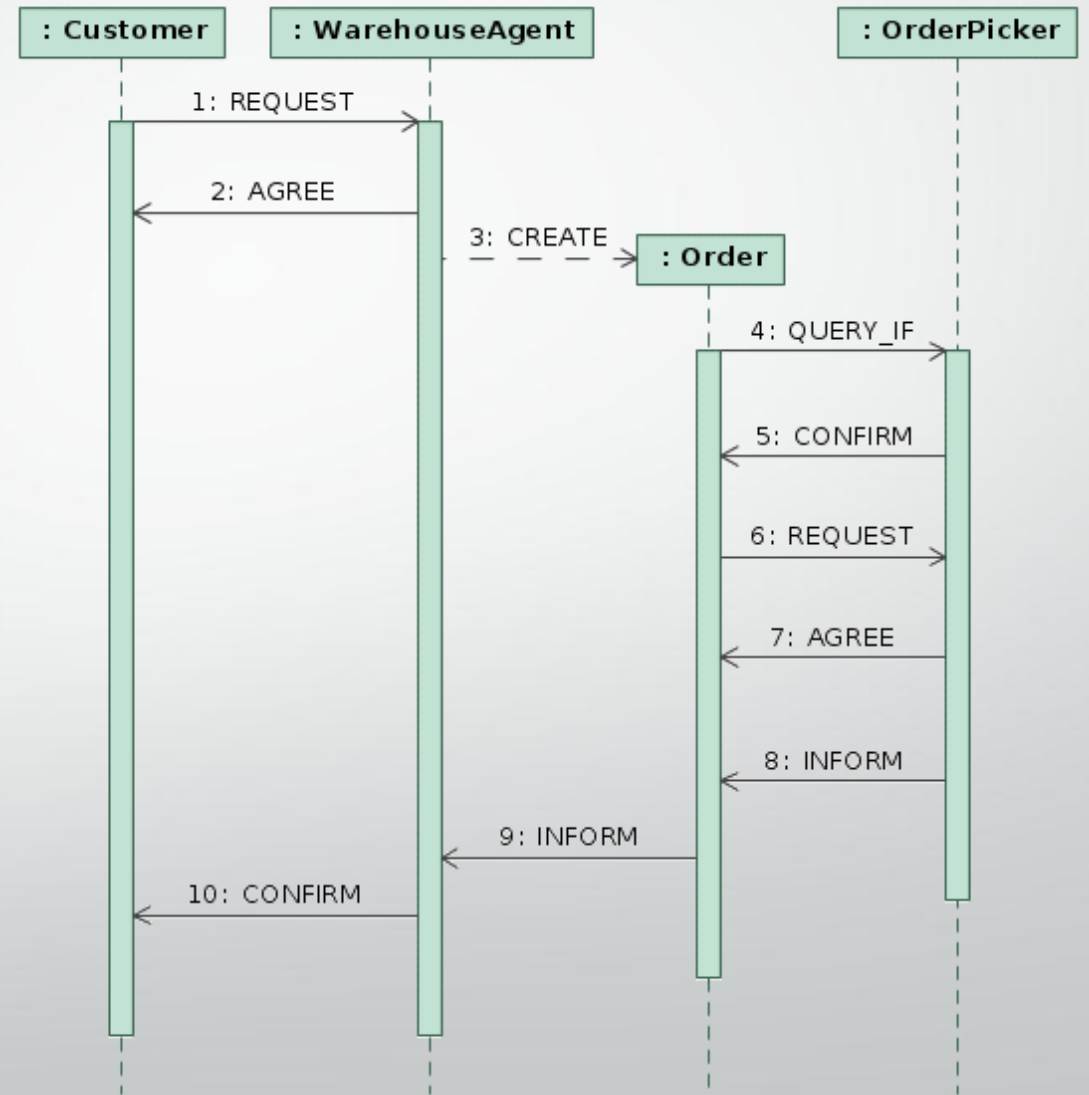 : Customer
: WarehouseAgent
: OrderPicker
1: REQUEST
2: AGREE
3: CREATE
: Order
4: QUERY_IF
5: CONFIRM
6: REQUEST
7: AGREE
8: INFORM
9: INFORM
10: CONFIRM